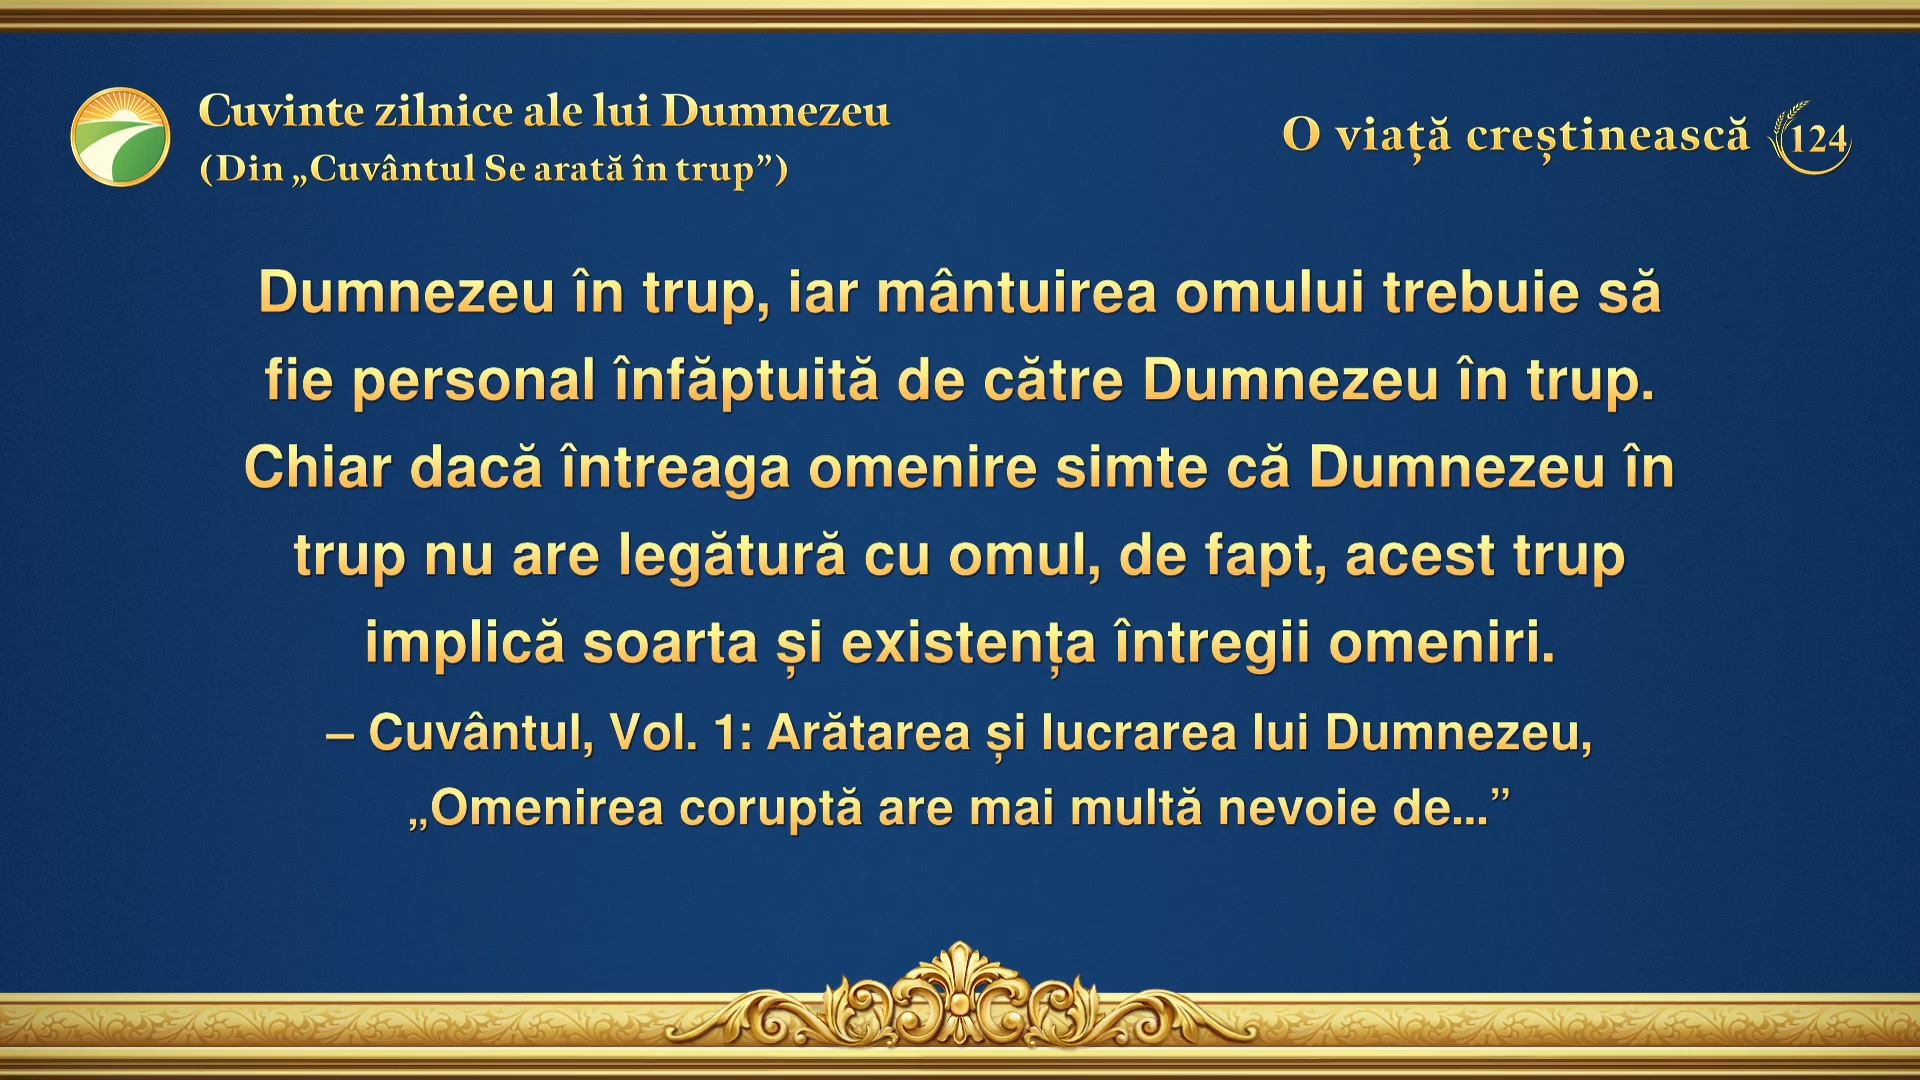 Cuvinte zilnice ale lui Dumnezeu
(Din „Cuvântul Se arată în trup”)
O viață creștinească 124
Dumnezeu în trup, iar mântuirea omului trebuie să
fie personal înfăptuită de către Dumnezeu în trup.
Chiar dacă întreaga omenire simte că Dumnezeu în
trup nu are legătură cu omul, de fapt, acest trup
implică soarta și existența întregii omeniri.
– Cuvântul, Vol. 1: Arătarea și lucrarea lui Dumnezeu,
„Omenirea coruptă are mai multă nevoie de...”